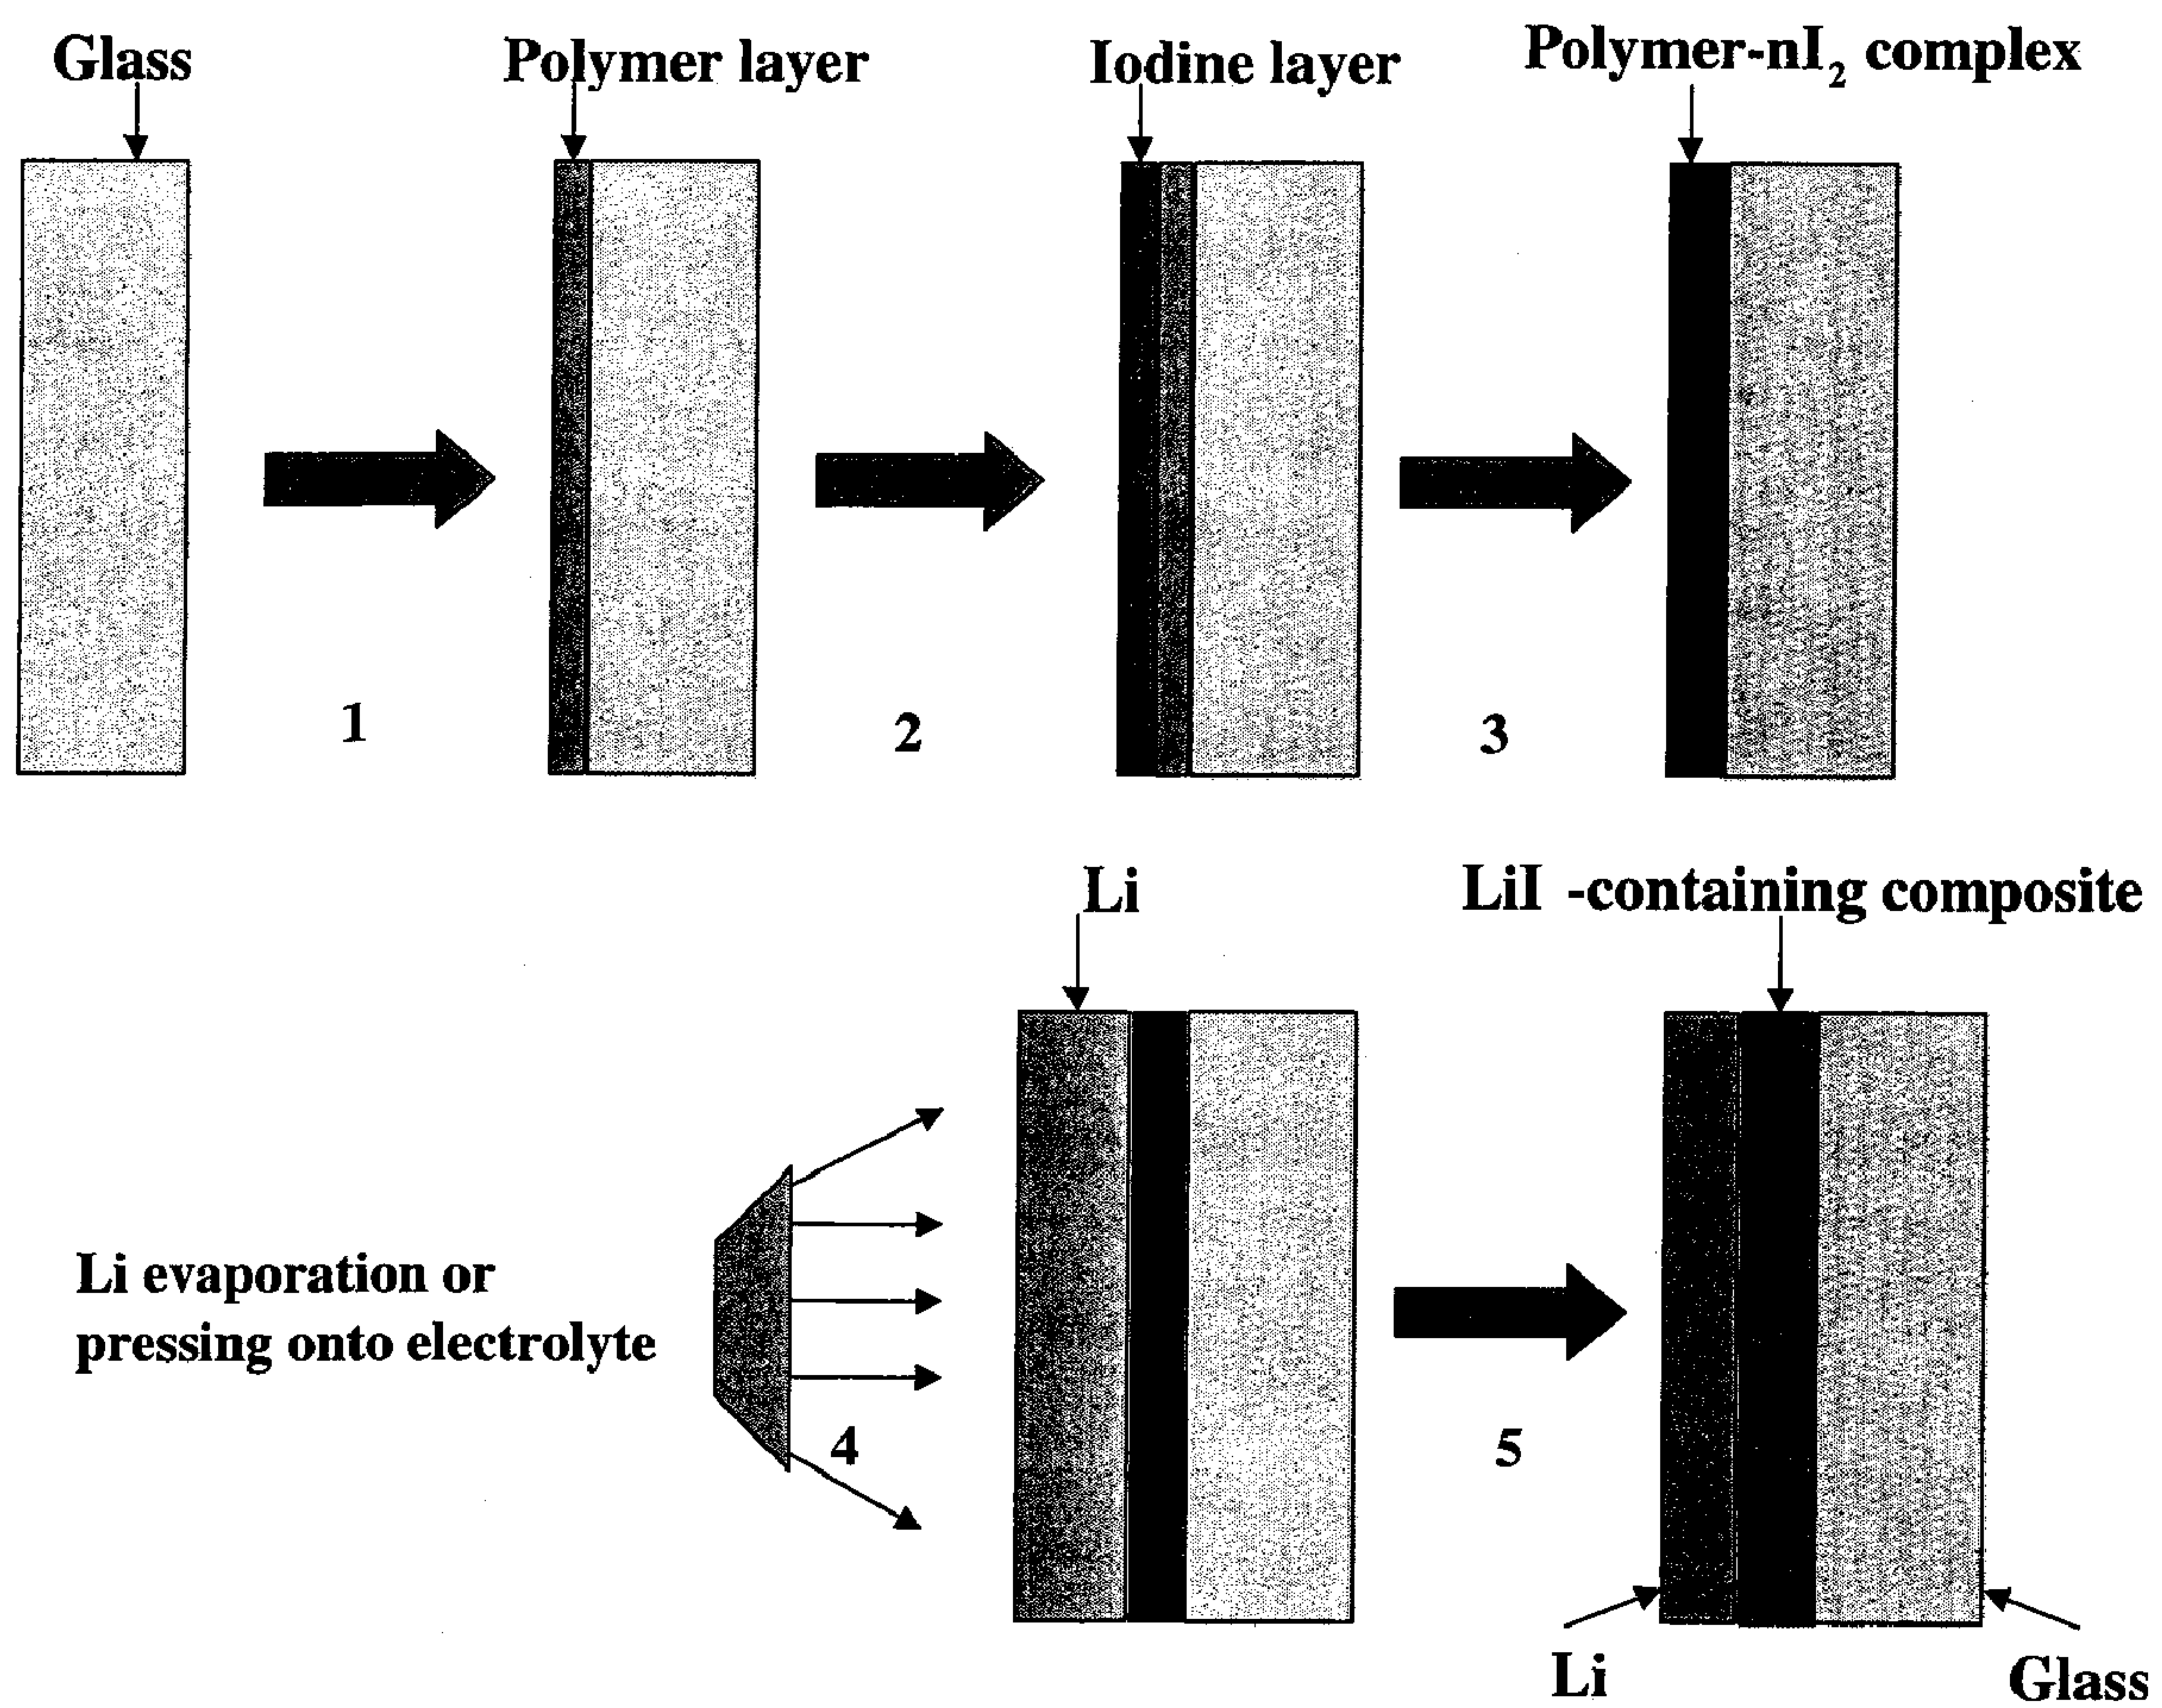 Glass
Polymer layer
Iodine layer
Polymer-nI₂ complex
1
2
3
Li
LiI -containing composite
Li evaporation or
pressing onto electrolyte
4
5
Li
Glass